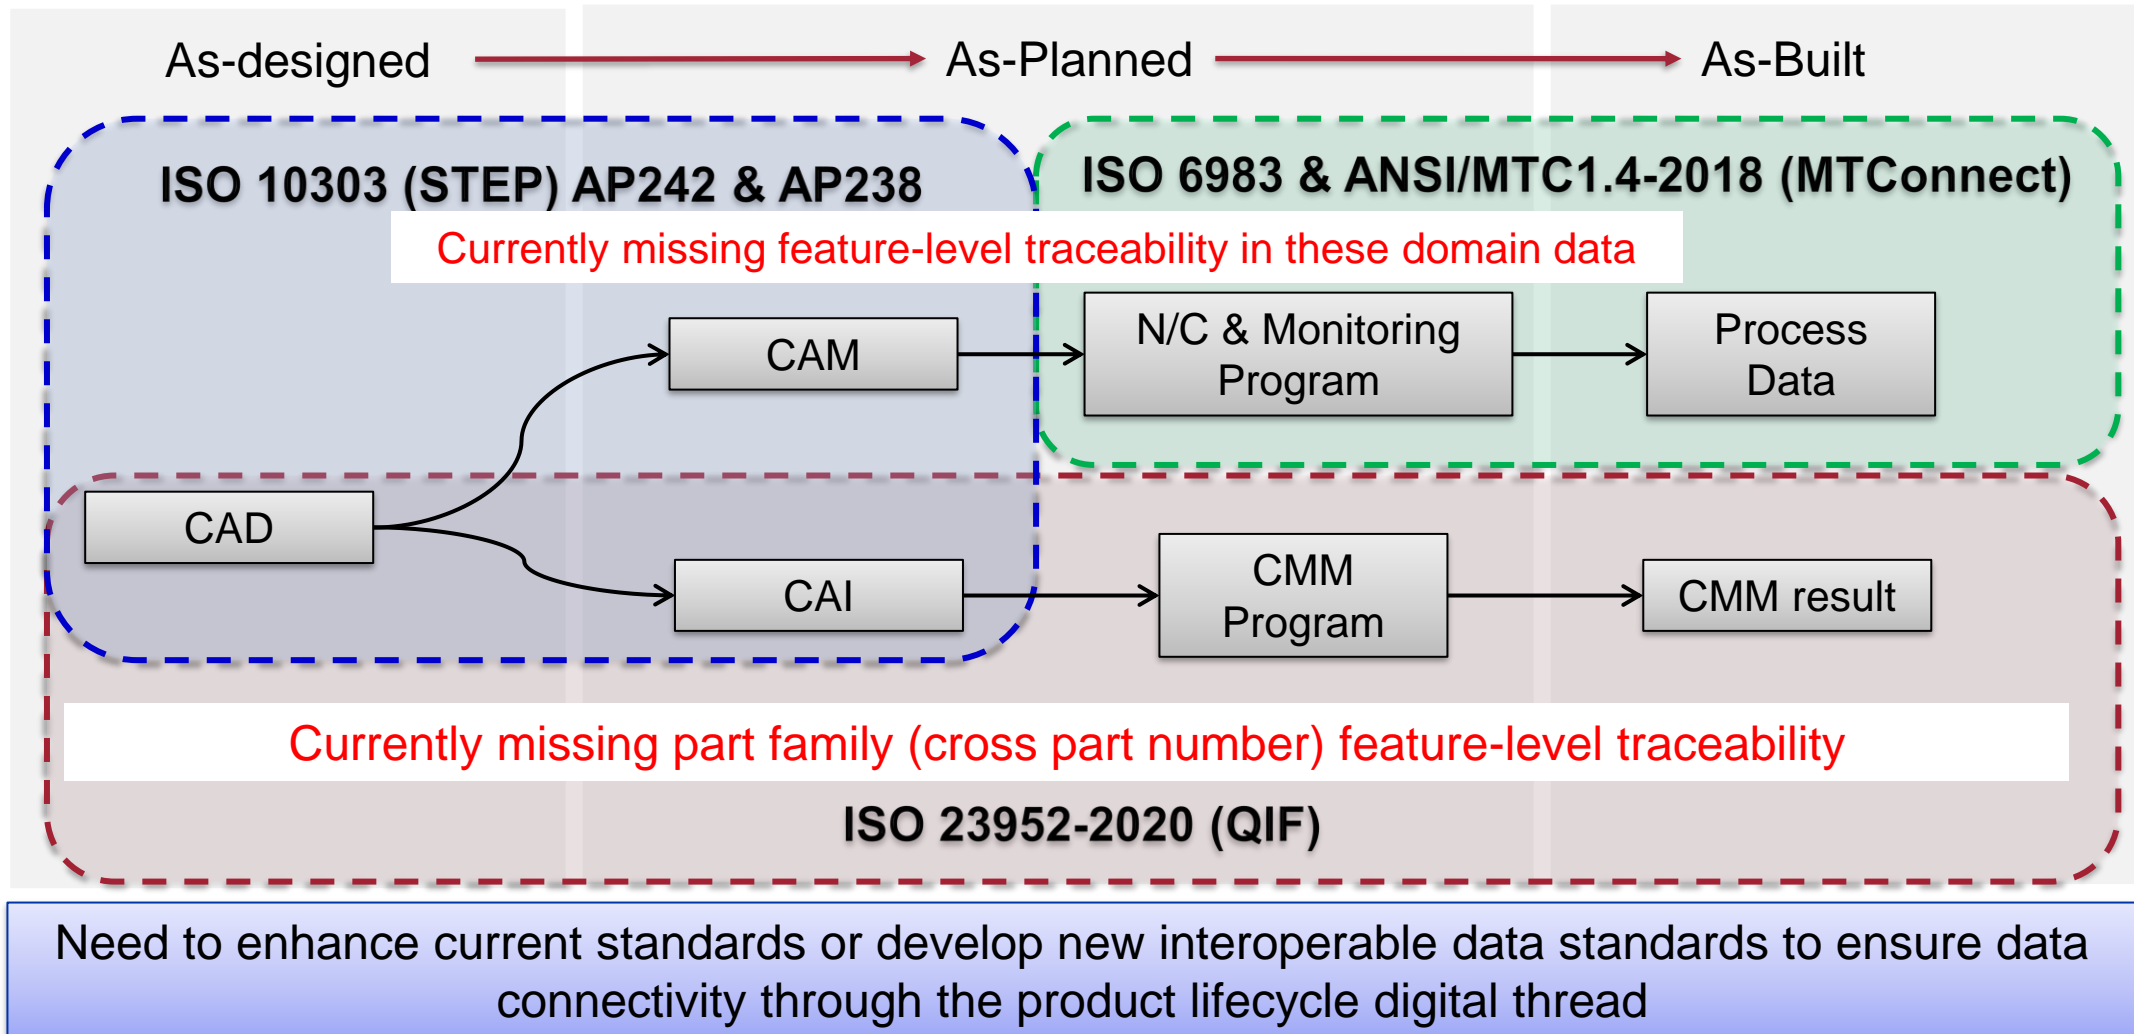 As-designed
As-Planned
As-Built
ISO 10303 (STEP) AP242 & AP238
ISO 6983 & ANSI/MTC1.4-2018 (MTConnect)
Currently missing feature-level traceability in these domain data
CAM
N/C & Monitoring
Program
Process
Data
CAD
CAI
CMM
Program
CMM result
Currently missing part family (cross part number) feature-level traceability
ISO 23952-2020 (QIF)
Need to enhance current standards or develop new interoperable data standards to ensure data
connectivity through the product lifecycle digital thread